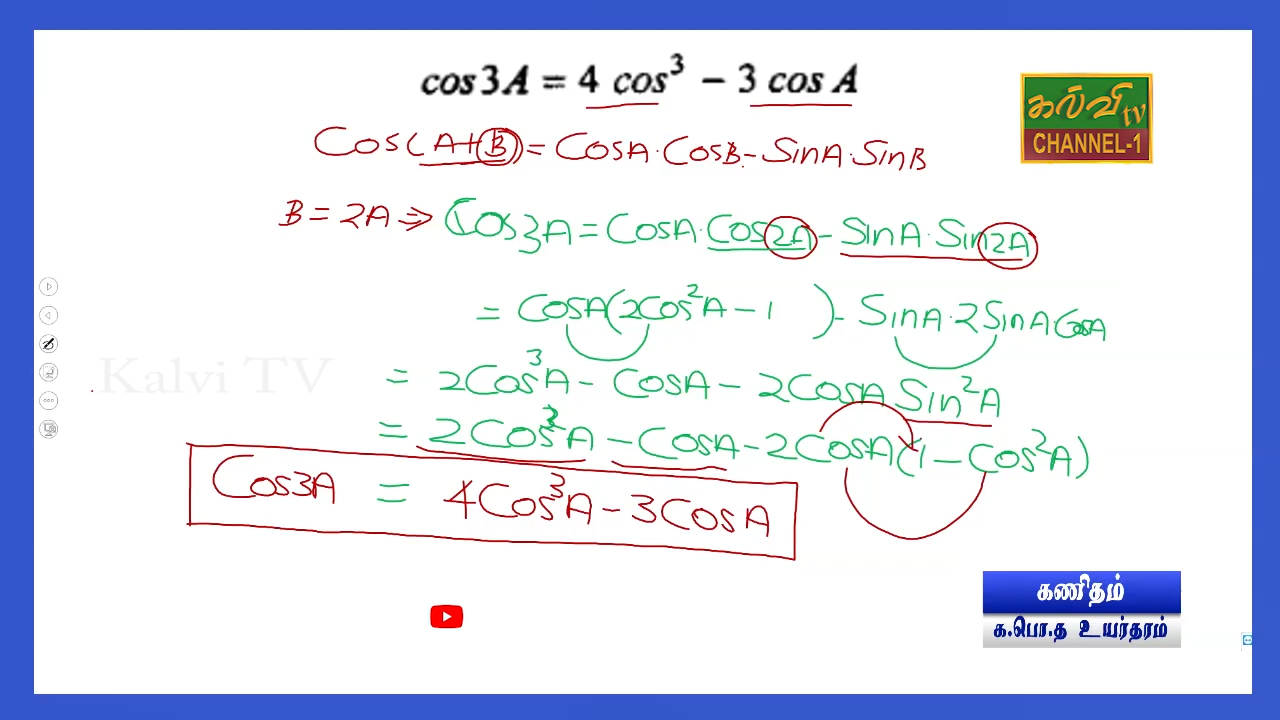 cos3A = 4 cos³ − 3 cos A
கல்வி tv
CHANNEL-1
Cos(A+B) = CosA·CosB − SinA·SinB
B = 2A ⇒ Cos3A = CosA·Cos2A − SinA·Sin2A
= CosA(2Cos²A − 1 ) − SinA·2SinA·CosA
Kalvi TV
= 2Cos³A − CosA − 2CosA Sin²A
= 2Cos³A − CosA − 2CosA(1 − Cos²A)
Cos3A = 4Cos³A − 3CosA
கணிதம்
க.பொ.த உயர்தரம்